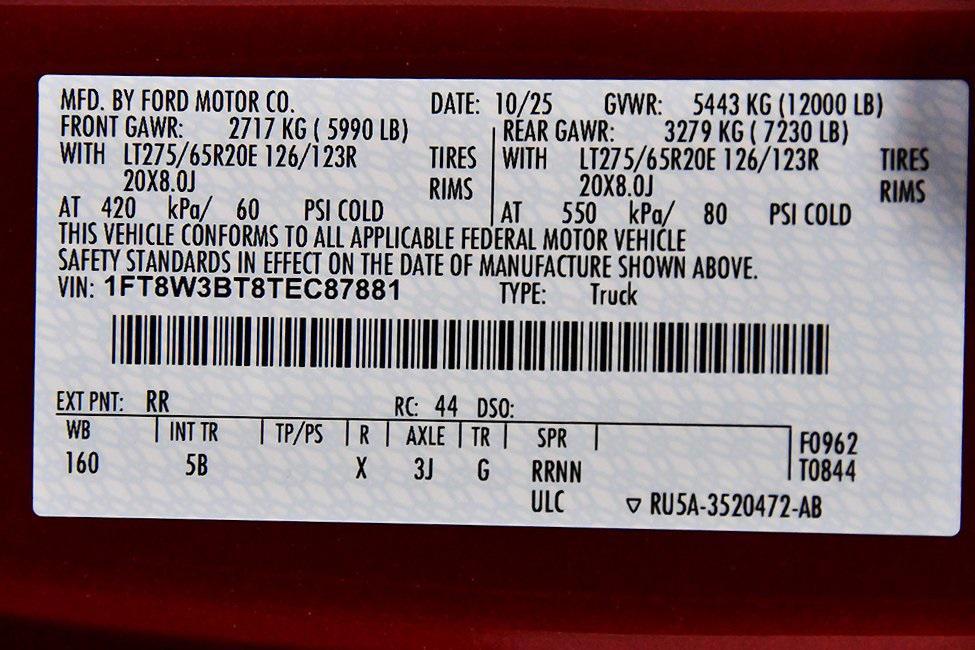 MFD. BY FORD MOTOR CO. DATE: 10/25 GVWR: 5443 KG (12000 LB)
FRONT GAWR: 2717 KG ( 5990 LB) REAR GAWR: 3279 KG ( 7230 LB)
WITH LT275/65R20E 126/123R TIRES WITH LT275/65R20E 126/123R TIRES
20X8.0J RIMS 20X8.0J RIMS
AT 420 kPa/ 60 PSI COLD AT 550 kPa/ 80 PSI COLD
THIS VEHICLE CONFORMS TO ALL APPLICABLE FEDERAL MOTOR VEHICLE
SAFETY STANDARDS IN EFFECT ON THE DATE OF MANUFACTURE SHOWN ABOVE.
VIN: 1FT8W3BT8TEC87881 TYPE: Truck
EXT PNT: RR RC: 44 DSO:
WB INT TR TP/PS R AXLE TR SPR F0962
160 5B X 3J G RRNN T0844
ULC ▽ RU5A-3520472-AB